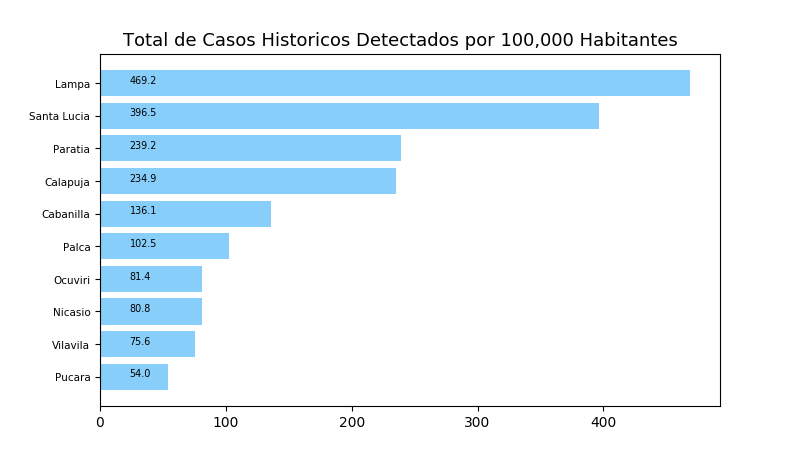 Total de Casos Historicos Detectados por 100,000 Habitantes
Lampa 469.2
Santa Lucia 396.5
Paratia 239.2
Calapuja 234.9
Cabanilla 136.1
Palca 102.5
Ocuviri 81.4
Nicasio 80.8
Vilavila 75.6
Pucara 54.0
0 100 200 300 400